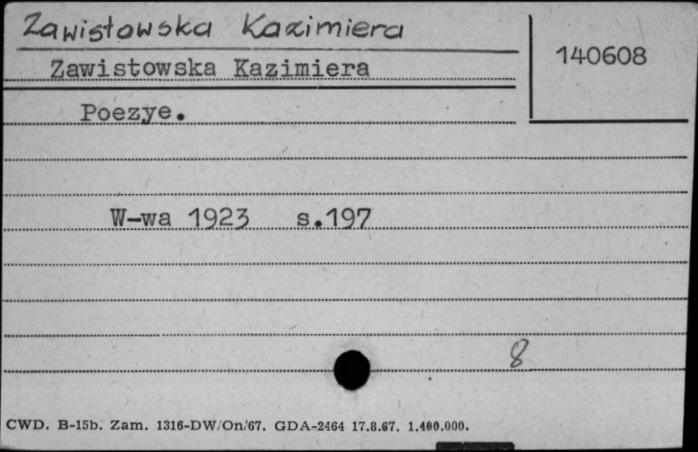 Zawistowska Kazimiera
140608
Zawistowska Kazimiera
Poezye.
W-wa 1923 s.197
8
CWD. B-15b. Zam. 1316-DW/On/67. GDA-2464 17.8.67. 1.400.000.